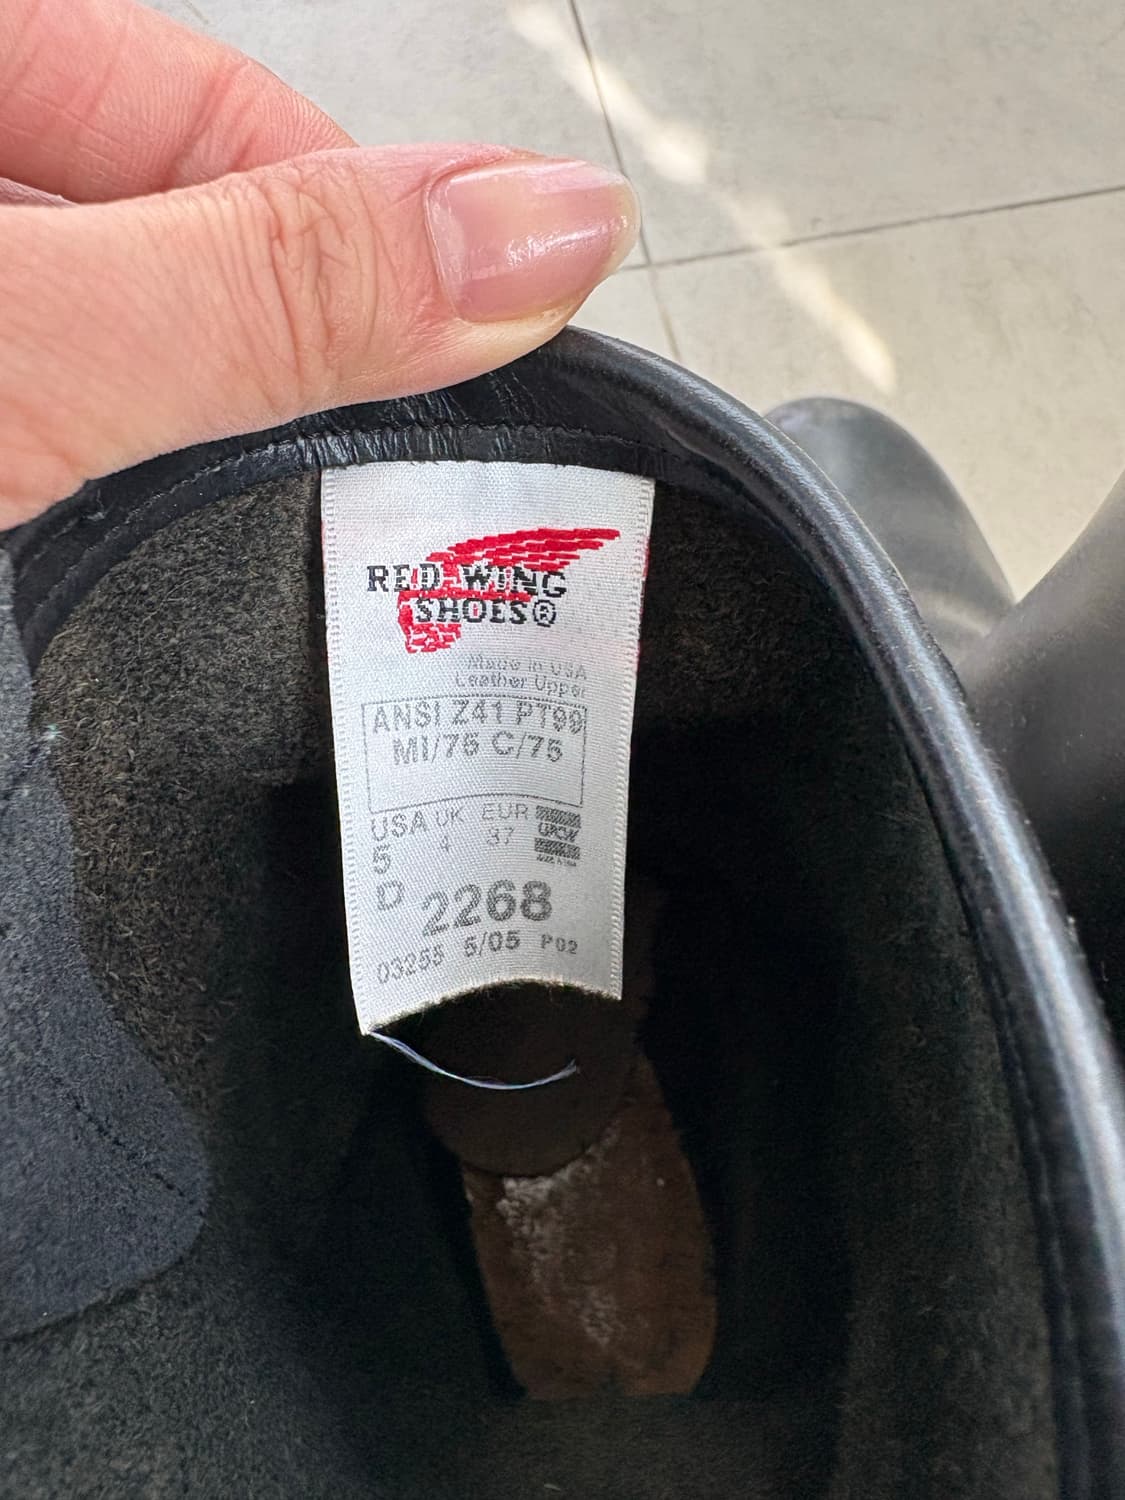 RED WING
SHOES®
Made in USA
Leather Upper
ANSI Z41 PT99
MI/75 C/75
USA UK EUR
5 4 37
D 2268
03255 5/05 P02